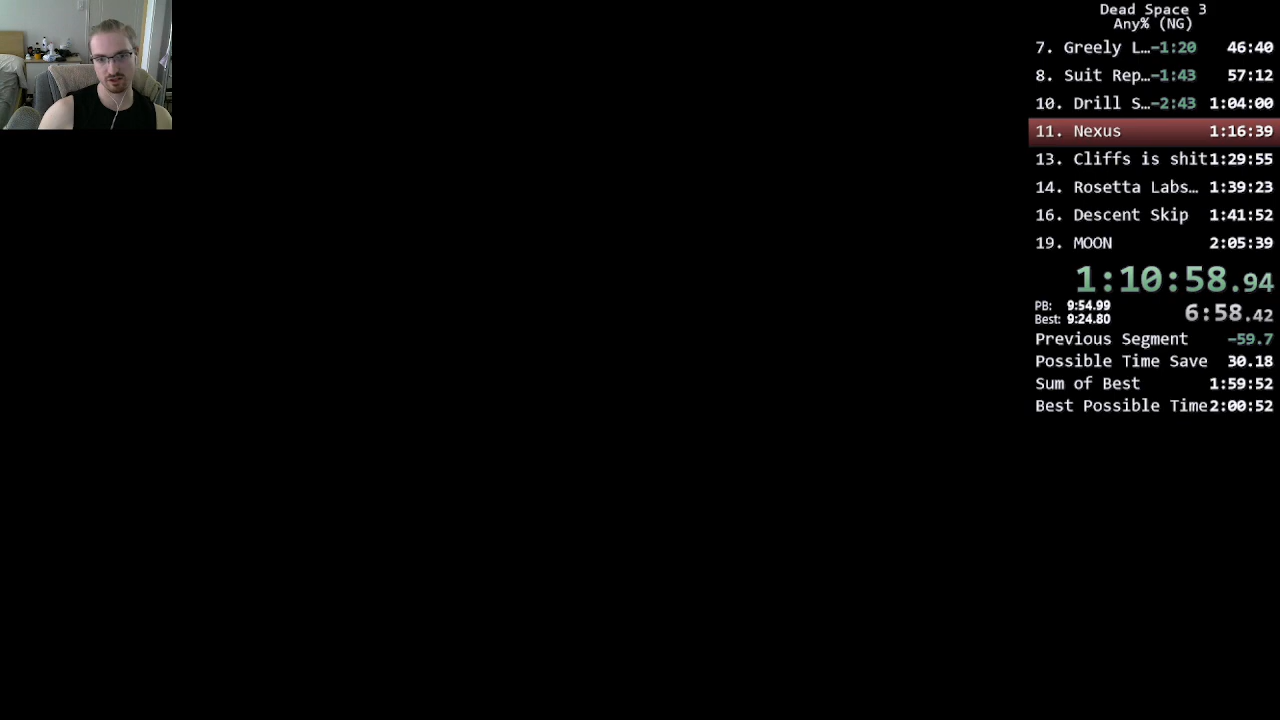 Dead Space 3
Any% (NG)
7. Greely L… -1:20 46:40
8. Suit Rep… -1:43 57:12
10. Drill S… -2:43 1:04:00
11. Nexus 1:16:39
13. Cliffs is shit 1:29:55
14. Rosetta Labs… 1:39:23
16. Descent Skip 1:41:52
19. MOON 2:05:39
1:10:58.94
PB: 9:54.99
Best: 9:24.80
6:58.42
Previous Segment -59.7
Possible Time Save 30.18
Sum of Best 1:59:52
Best Possible Time 2:00:52